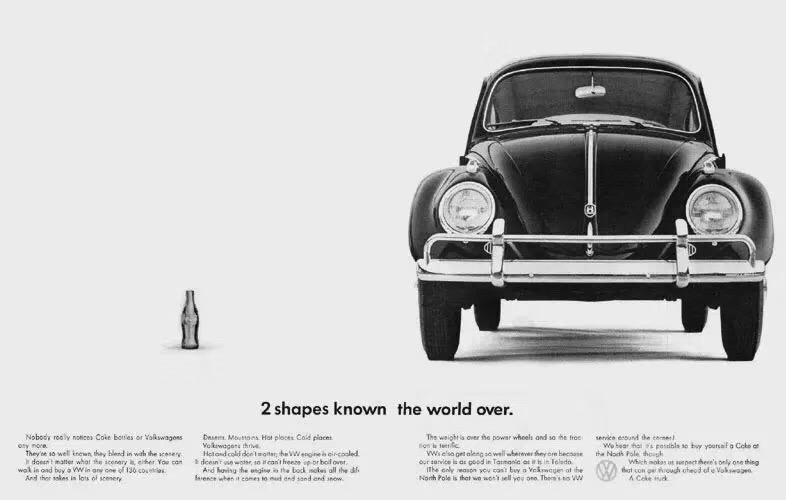 2 shapes known the world over.
Nobody really notices Coke bottles or Volkswagens
any more.
They're so well known, they blend in with the scenery.
It doesn't matter what the scenery is, either. You can
walk in and buy a VW in any one of 136 countries.
And that takes in lots of scenery.
Deserts. Mountains. Hot places. Cold places.
Volkswagens thrive.
Hot and cold don't matter; the VW engine is air-cooled.
It doesn't use water, so it can't freeze up or boil over.
And having the engine in the back makes all the dif-
ference when it comes to mud and sand and snow.
The weight is over the power wheels and so the trac-
tion is terrific.
VWs also get along so well wherever they are because
our service is as good in Tasmania as it is in Toledo.
(The only reason you can't buy a Volkswagen at the
North Pole is that we won't sell you one. There's no VW
service around the corner.)
We hear that it's possible to buy yourself a Coke at
the North Pole, though.
Which makes us suspect there's only one thing
that can get through ahead of a Volkswagen.
A Coke truck.
VW